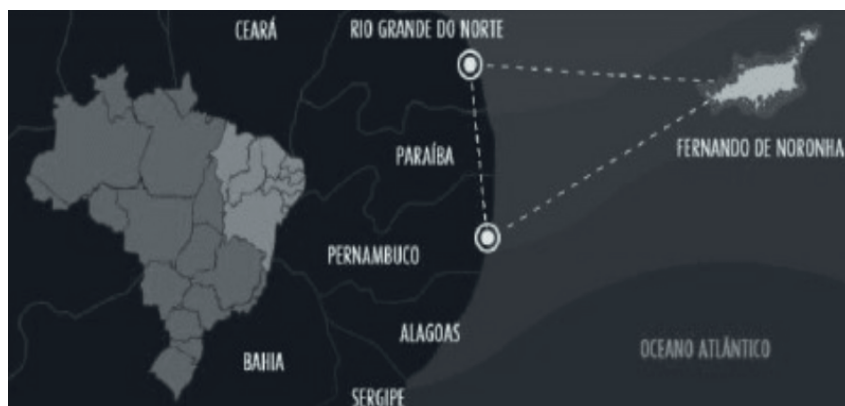 CEARÁ
RIO GRANDE DO NORTE
PARAÍBA
FERNANDO DE NORONHA
PERNAMBUCO
ALAGOAS
OCEANO ATLÂNTICO
BAHIA
SERGIPE